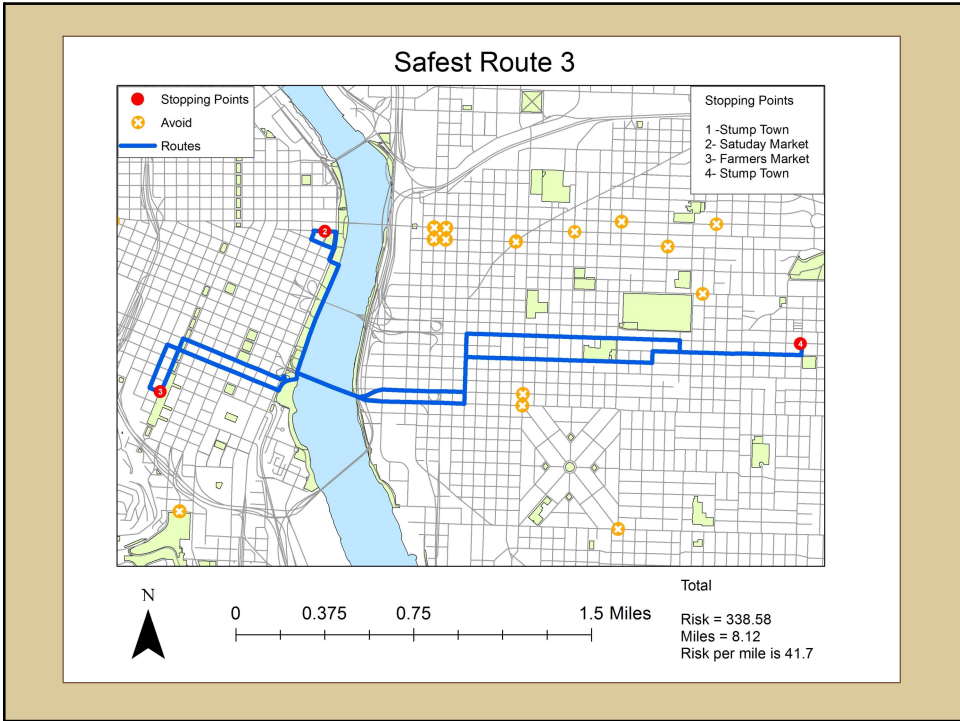 Safest Route 3
Stopping Points
Avoid
Routes
Stopping Points
1 -Stump Town
2- Satuday Market
3- Farmers Market
4- Stump Town
2
4
3
N
0 0.375 0.75 1.5 Miles
Total
Risk = 338.58
Miles = 8.12
Risk per mile is 41.7